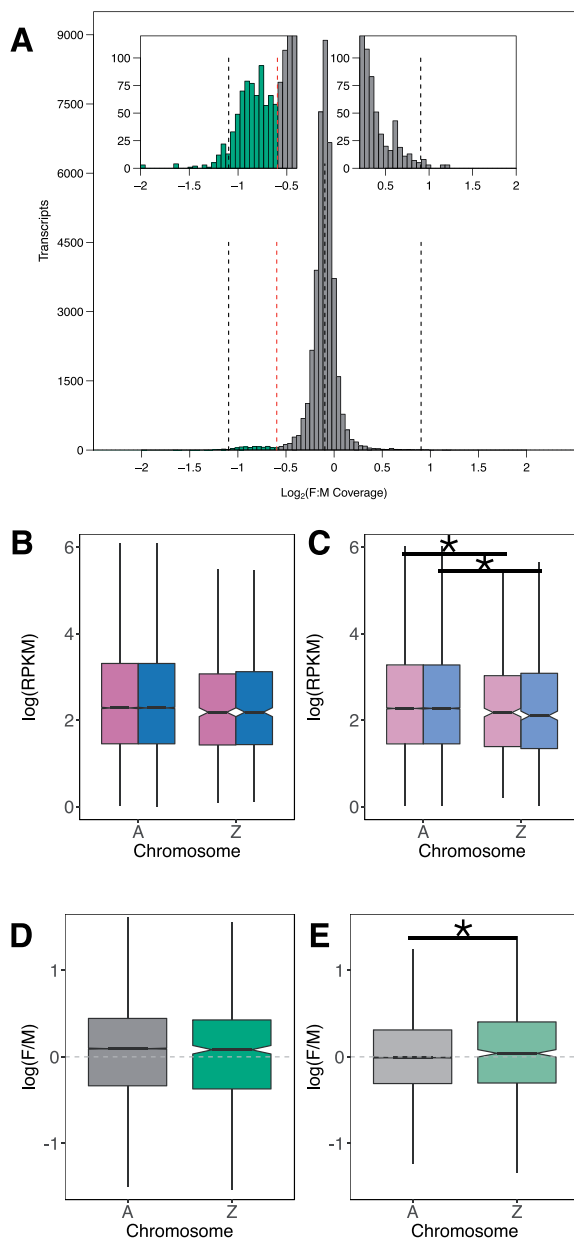 A
9000
7500
6000
4500
3000
1500
0
Transcripts
100
75
50
25
0
−2
−1.5
−1
−0.5
100
75
50
25
0
0.5
1
1.5
2
−2
−1.5
−1
−0.5
0
0.5
1
1.5
2
Log2(F:M Coverage)
B
6
4
2
0
log(RPKM)
A
Z
Chromosome
C
*
*
6
4
2
0
log(RPKM)
A
Z
Chromosome
D
1
0
-1
log(F/M)
A
Z
Chromosome
E
*
1
0
-1
log(F/M)
A
Z
Chromosome